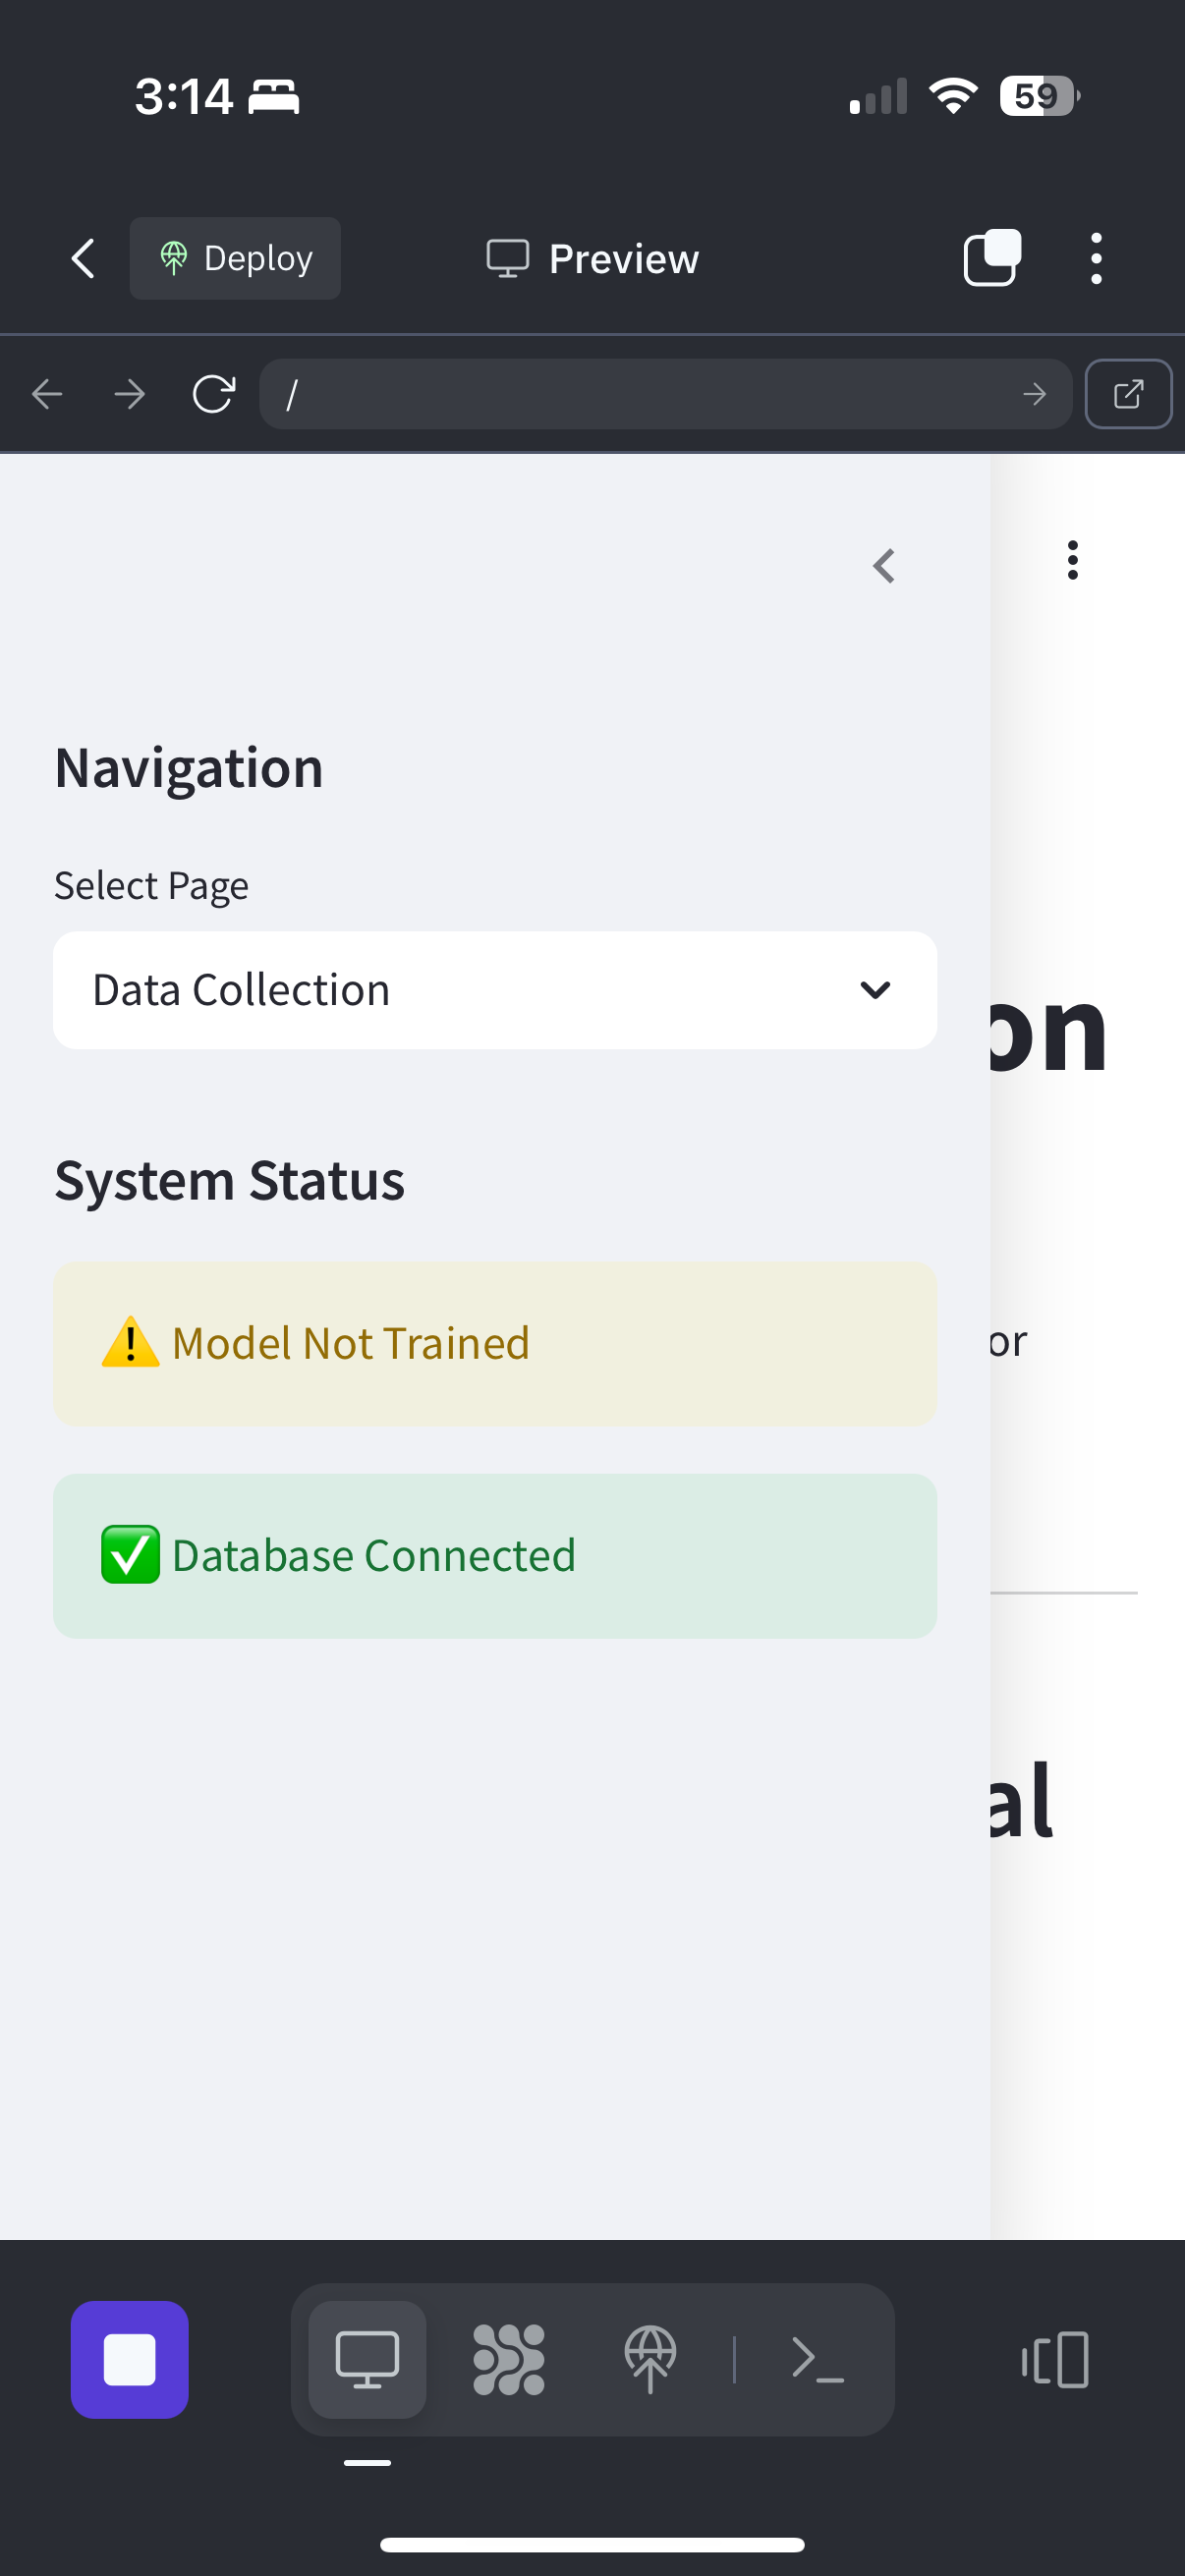 3:14
59
Deploy
Preview
/
Navigation
Select Page
Data Collection
on
System Status
Model Not Trained
or
Database Connected
al